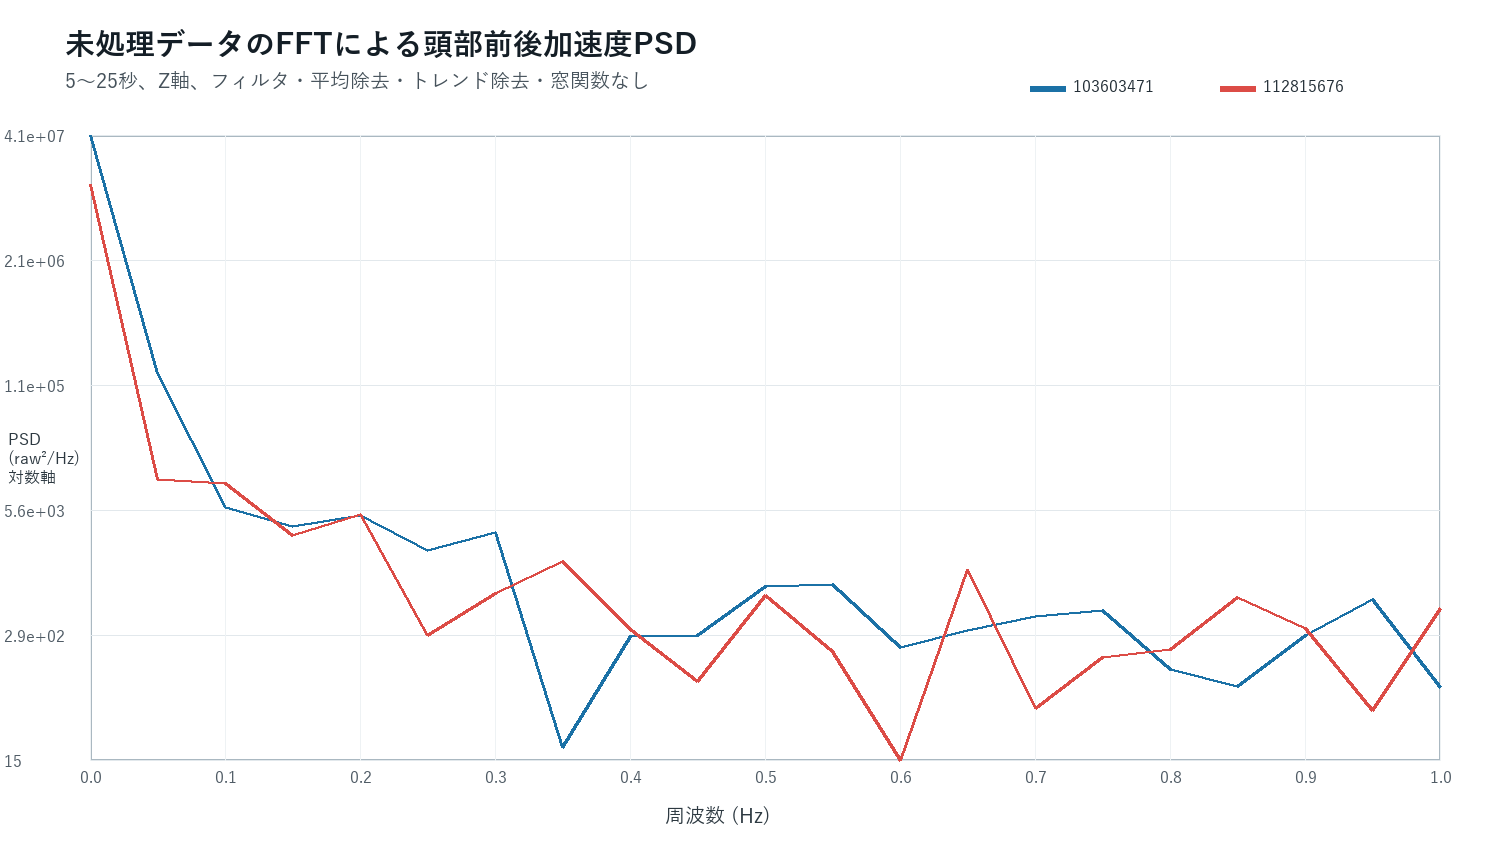 未処理データのFFTによる頭部前後加速度PSD
5〜25秒、Z軸、フィルタ・平均除去・トレンド除去・窓関数なし
103603471
112815676
4.1e+07
2.1e+06
1.1e+05
PSD
(raw²/Hz)
対数軸
5.6e+03
2.9e+02
15
0.0
0.1
0.2
0.3
0.4
0.5
0.6
0.7
0.8
0.9
1.0
周波数 (Hz)